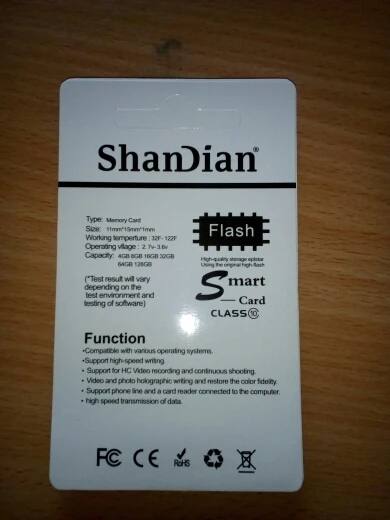 ShanDian®
Type: Memory Card
Size: 11mm*15mm*1mm
Working temperture : 32F- 122F
Operating vltage : 2. 7v- 3.6v
Capacity: 4GB 8GB 16GB 32GB
64GB 128GB
(*Test result will vary
depending on the
test environment and
testing of software)
Flash
High-quality storage
Using the original high-flash
Smart
Card
CLASS⑩
Function
•Compatible with various operating systems.
•Support high-speed writing.
• Support for HC Video recording and continuous shooting.
• Video and photo holographic writing and restore the color fidelity.
• Support phone line and a card reader connected to the computer.
• high speed transmission of data.
FC CE RoHS